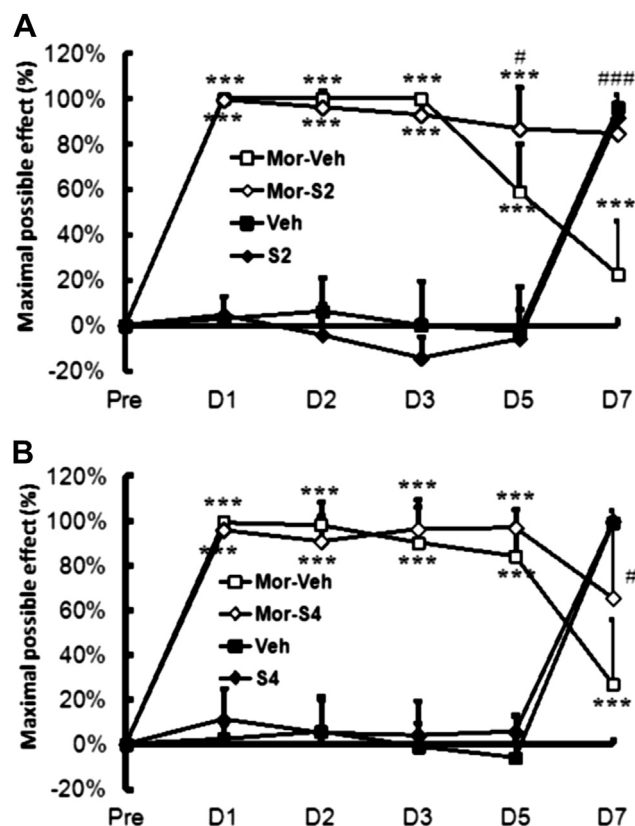 A
Maximal possible effect (%)
120%
100%
80%
60%
40%
20%
0%
-20%
*** *** *** # *** ###
*** *** *** *** ***
Mor-Veh
Mor-S2
Veh
S2
Pre D1 D2 D3 D5 D7
B
Maximal possible effect (%)
120%
100%
80%
60%
40%
20%
0%
-20%
*** *** *** ***
*** *** *** *** # ***
Mor-Veh
Mor-S4
Veh
S4
Pre D1 D2 D3 D5 D7